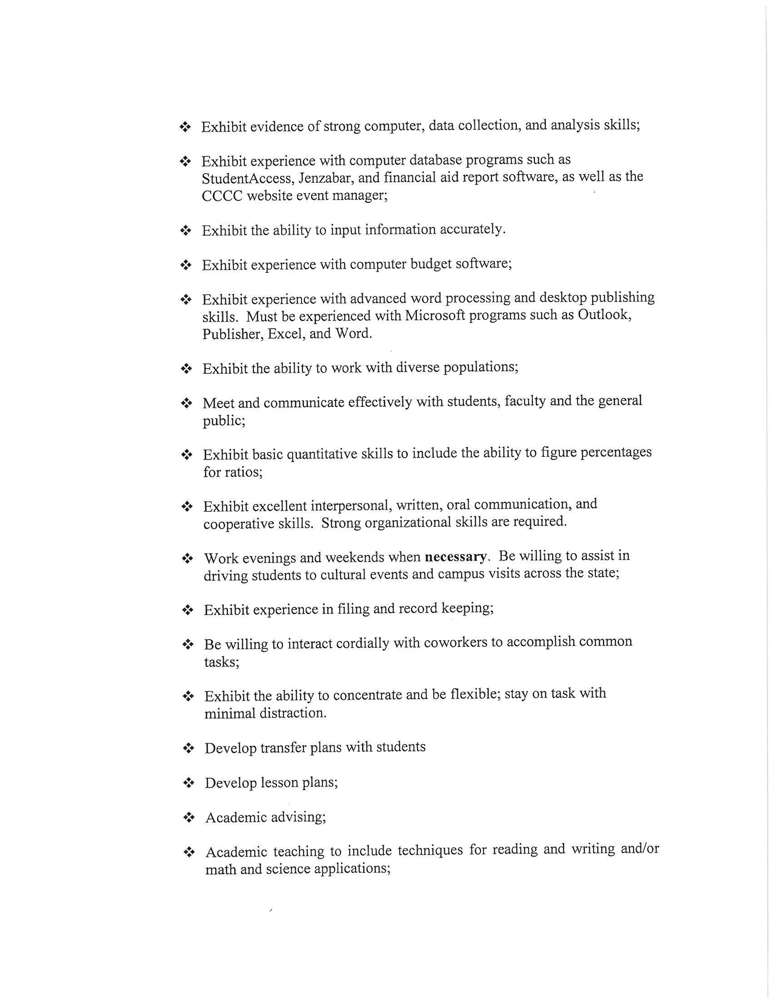 ❖ Exhibit evidence of strong computer, data collection, and analysis skills;
❖ Exhibit experience with computer database programs such as
StudentAccess, Jenzabar, and financial aid report software, as well as the
CCCC website event manager;
❖ Exhibit the ability to input information accurately.
❖ Exhibit experience with computer budget software;
❖ Exhibit experience with advanced word processing and desktop publishing
skills.  Must be experienced with Microsoft programs such as Outlook,
Publisher, Excel, and Word.
❖ Exhibit the ability to work with diverse populations;
❖ Meet and communicate effectively with students, faculty and the general
public;
❖ Exhibit basic quantitative skills to include the ability to figure percentages
for ratios;
❖ Exhibit excellent interpersonal, written, oral communication, and
cooperative skills.  Strong organizational skills are required.
❖ Work evenings and weekends when necessary.  Be willing to assist in
driving students to cultural events and campus visits across the state;
❖ Exhibit experience in filing and record keeping;
❖ Be willing to interact cordially with coworkers to accomplish common
tasks;
❖ Exhibit the ability to concentrate and be flexible; stay on task with
minimal distraction.
❖ Develop transfer plans with students
❖ Develop lesson plans;
❖ Academic advising;
❖ Academic teaching to include techniques for reading and writing and/or
math and science applications;